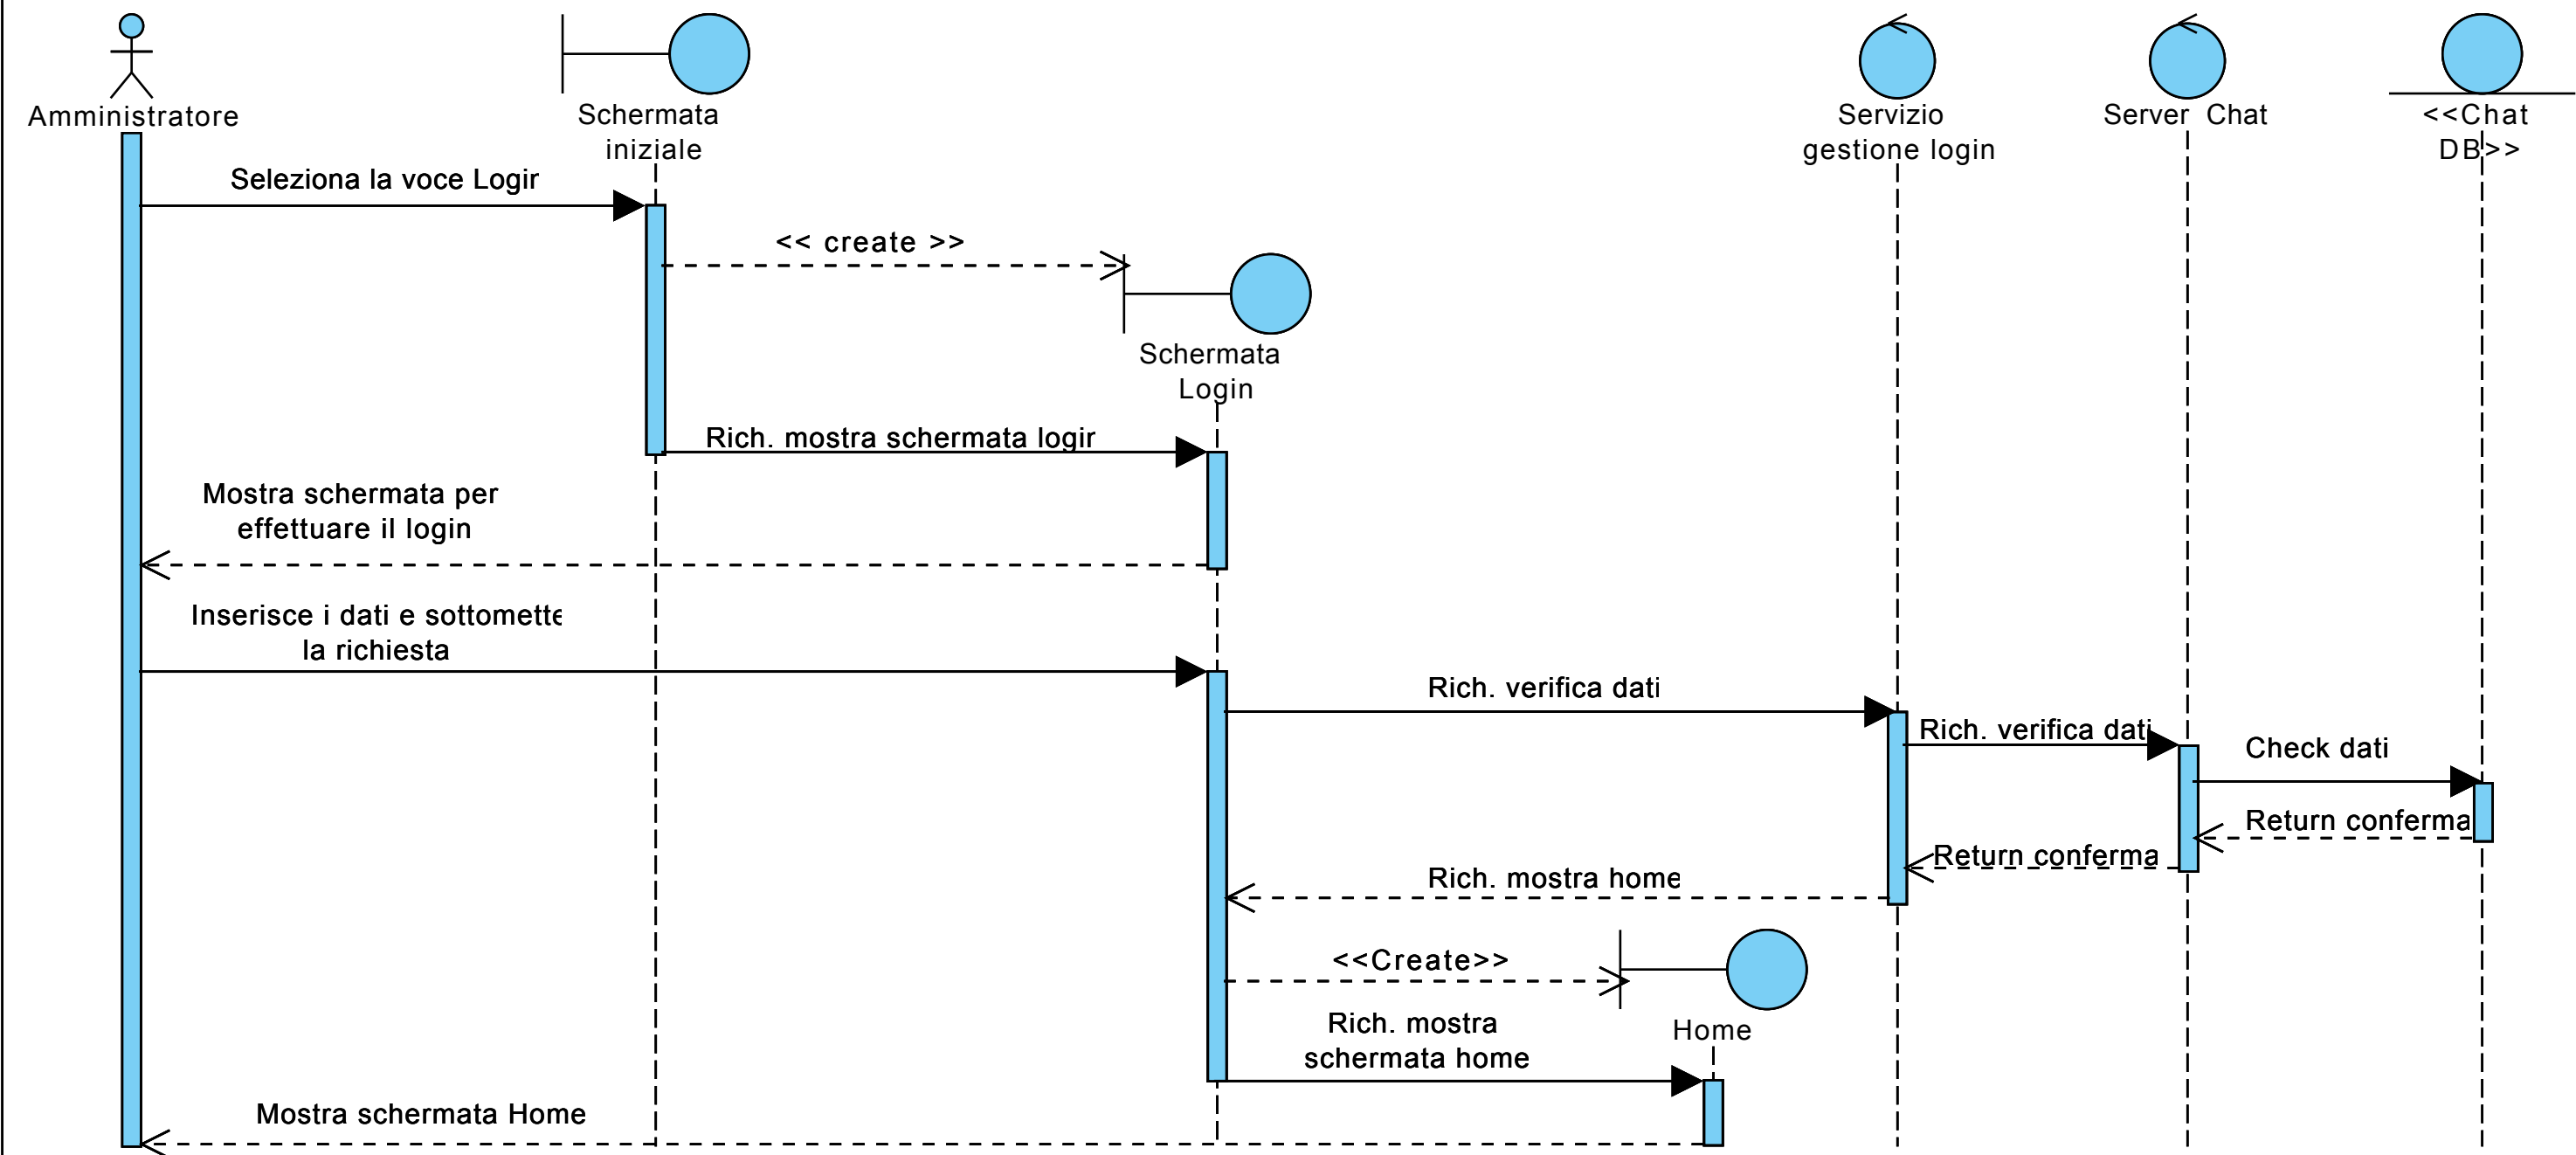 Amministratore
Schermata
iniziale
Servizio
gestione login
Server Chat
<<Chat
DB>>
Seleziona la voce Login
<< create >>
Schermata
Login
Rich. mostra schermata login
Mostra schermata per
effettuare il login
Inserisce i dati e sottomette
la richiesta
Rich. verifica dati
Rich. verifica dati
Check dati
Return conferma
Return conferma
Rich. mostra home
<<Create>>
Home
Rich. mostra
schermata home
Mostra schermata Home